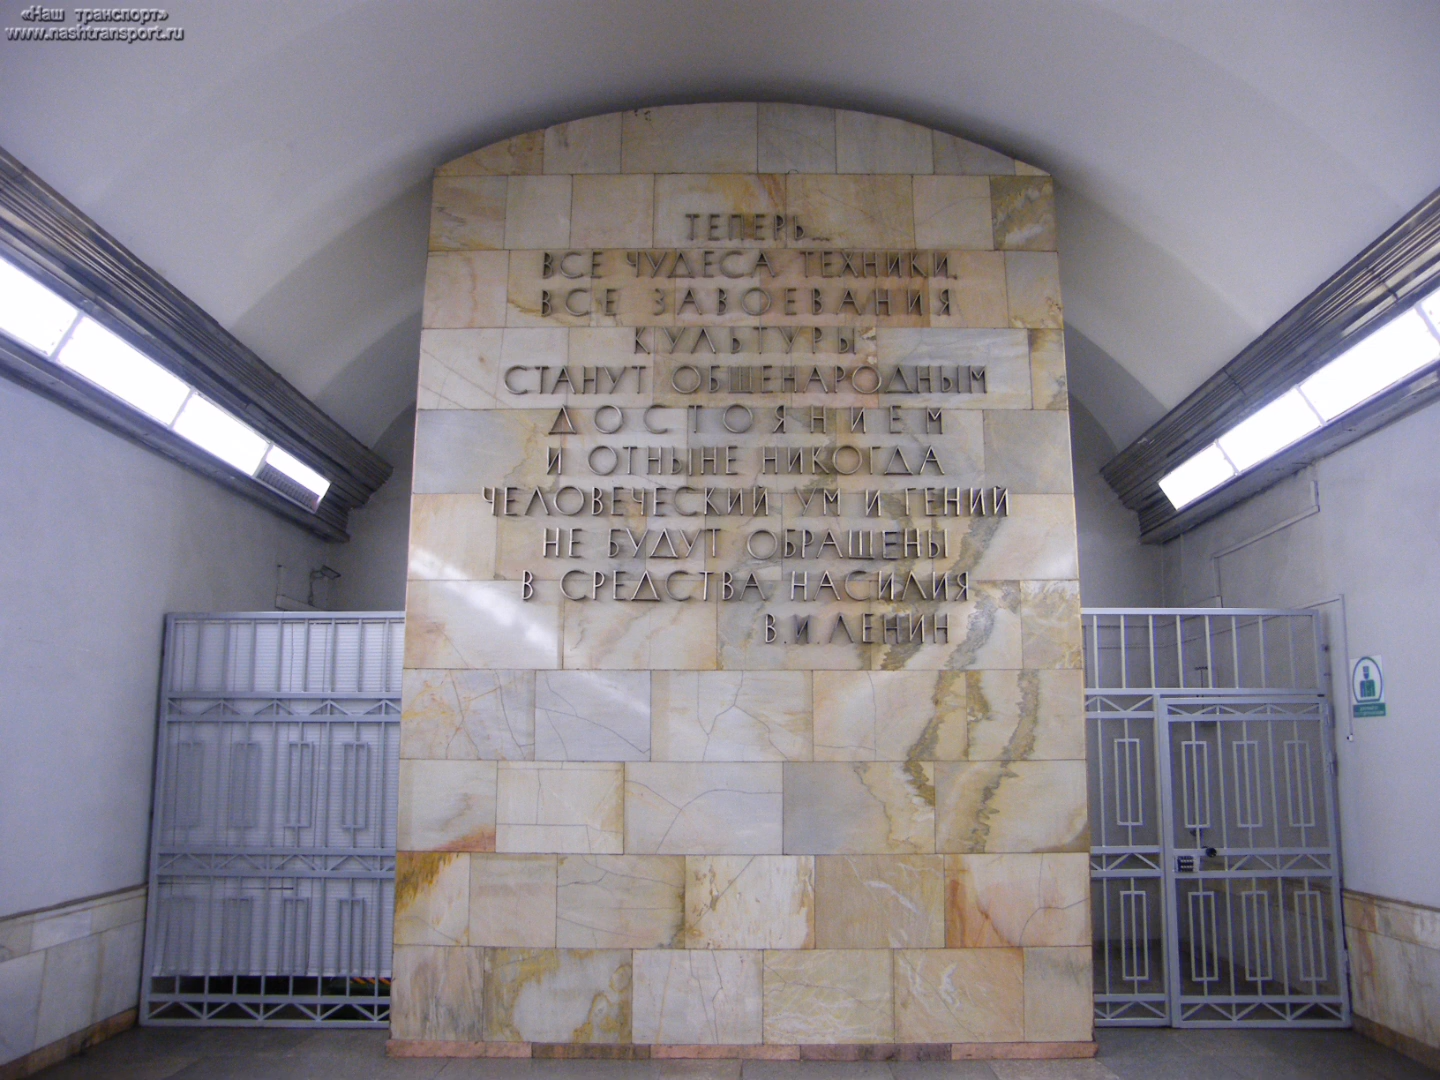 «Наш транспорт»
www.nashtransport.ru
ТЕПЕРЬ...
ВСЕ ЧУДЕСА ТЕХНИКИ,
ВСЕ ЗАВОЕВАНИЯ
КУЛЬТУРЫ
СТАНУТ ОБЩЕНАРОДНЫМ
ДОСТОЯНИЕМ
И ОТНЫНЕ НИКОГДА
ЧЕЛОВЕЧЕСКИЙ УМ И ГЕНИЙ
НЕ БУДУТ ОБРАЩЕНЫ
В СРЕДСТВА НАСИЛИЯ
В.И.ЛЕНИН